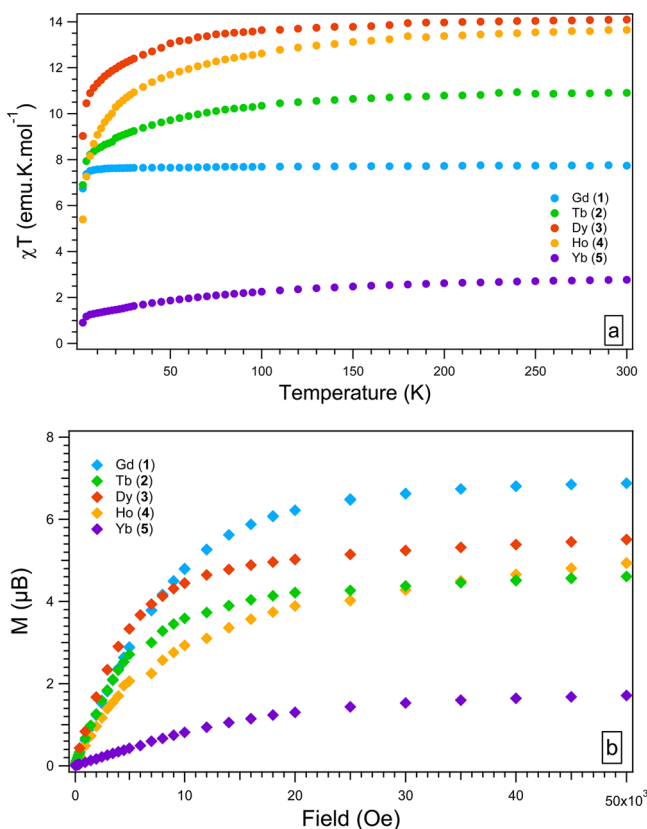 14
12
10
8
6
4
2
0
χT (emu.K.mol⁻¹)
Gd (1)
Tb (2)
Dy (3)
Ho (4)
Yb (5)
a
50 100 150 200 250 300
Temperature (K)
8
6
4
2
0
M (μB)
Gd (1)
Tb (2)
Dy (3)
Ho (4)
Yb (5)
b
0 10 20 30 40 50x10³
Field (Oe)